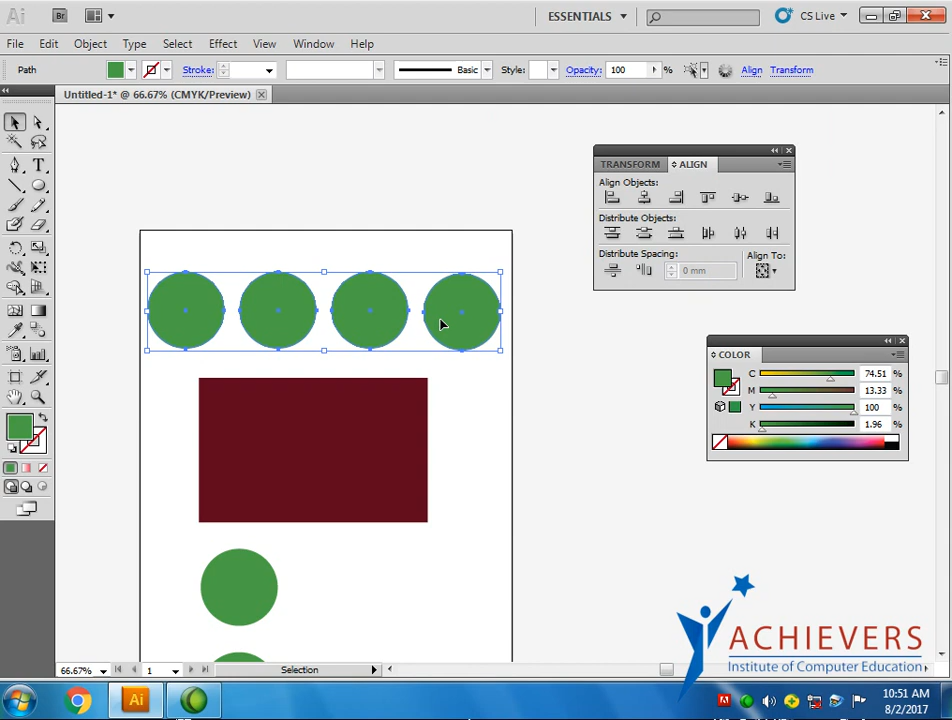 Ai
Br
ESSENTIALS
CS Live
File Edit Object Type Select Effect View Window Help
Path
Stroke:
Basic
Style:
Opacity: 100 %
Align Transform
Untitled-1* @ 66.67% (CMYK/Preview)
T
TRANSFORM
ALIGN
Align Objects:
Distribute Objects:
Distribute Spacing:
Align To:
0 mm
COLOR
C 74.51 %
M 13.33 %
Y 100 %
K 1.96 %
66.67%
1
Selection
ACHIEVERS
Institute of Computer Education
Ai
10:51 AM
8/2/2017